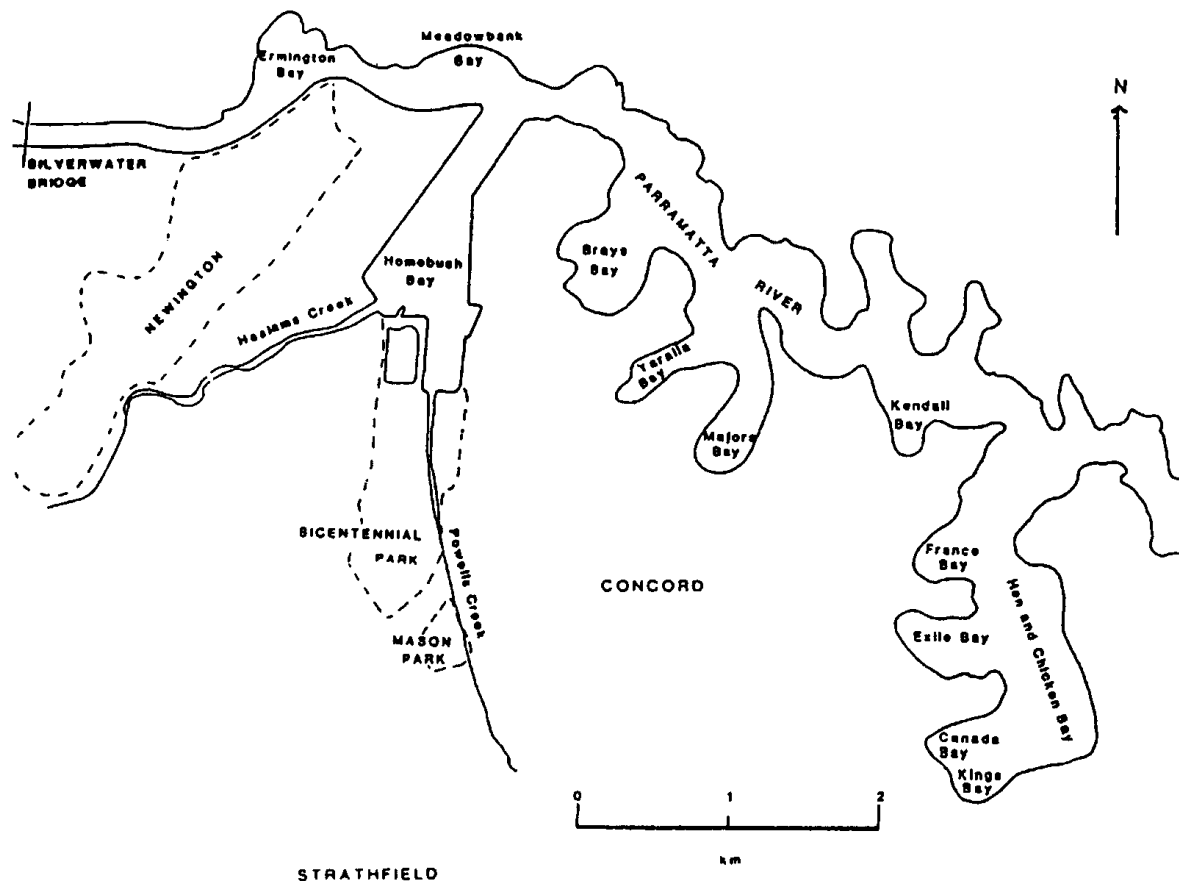 Meadowbank
Bay
Ermington
Bay
N
SILVERWATER
BRIDGE
PARRAMATTA
RIVER
Brays
Bay
Homebush
Bay
NEWINGTON
Haslams Creek
Yaralla
Bay
Kendall
Bay
Majors
Bay
BICENTENNIAL
PARK
Powells Creek
France
Bay
CONCORD
Hen and Chicken Bay
Exile Bay
MASON
PARK
Canada
Bay
Kings
Bay
0 1 2
km
STRATHFIELD